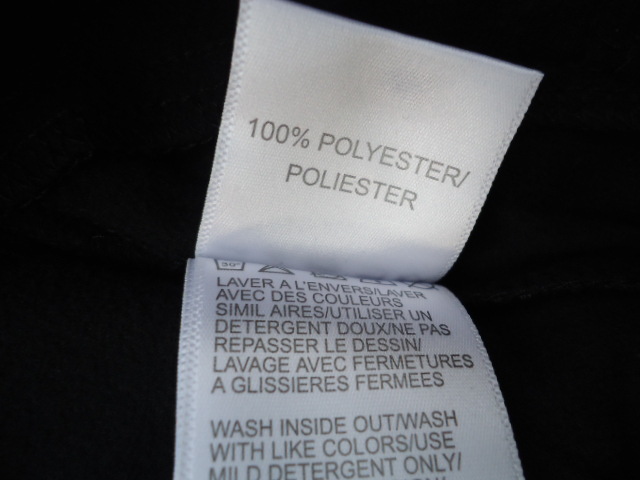 100% POLYESTER/
POLIESTER
30°
LAVER A L'ENVERS/LAVER
AVEC DES COULEURS
SIMIL AIRES/UTILISER UN
DETERGENT DOUX/NE PAS
REPASSER LE DESSIN/
LAVAGE AVEC FERMETURES
A GLISSIERES FERMEES
WASH INSIDE OUT/WASH
WITH LIKE COLORS/USE
MILD DETERGENT ONLY/